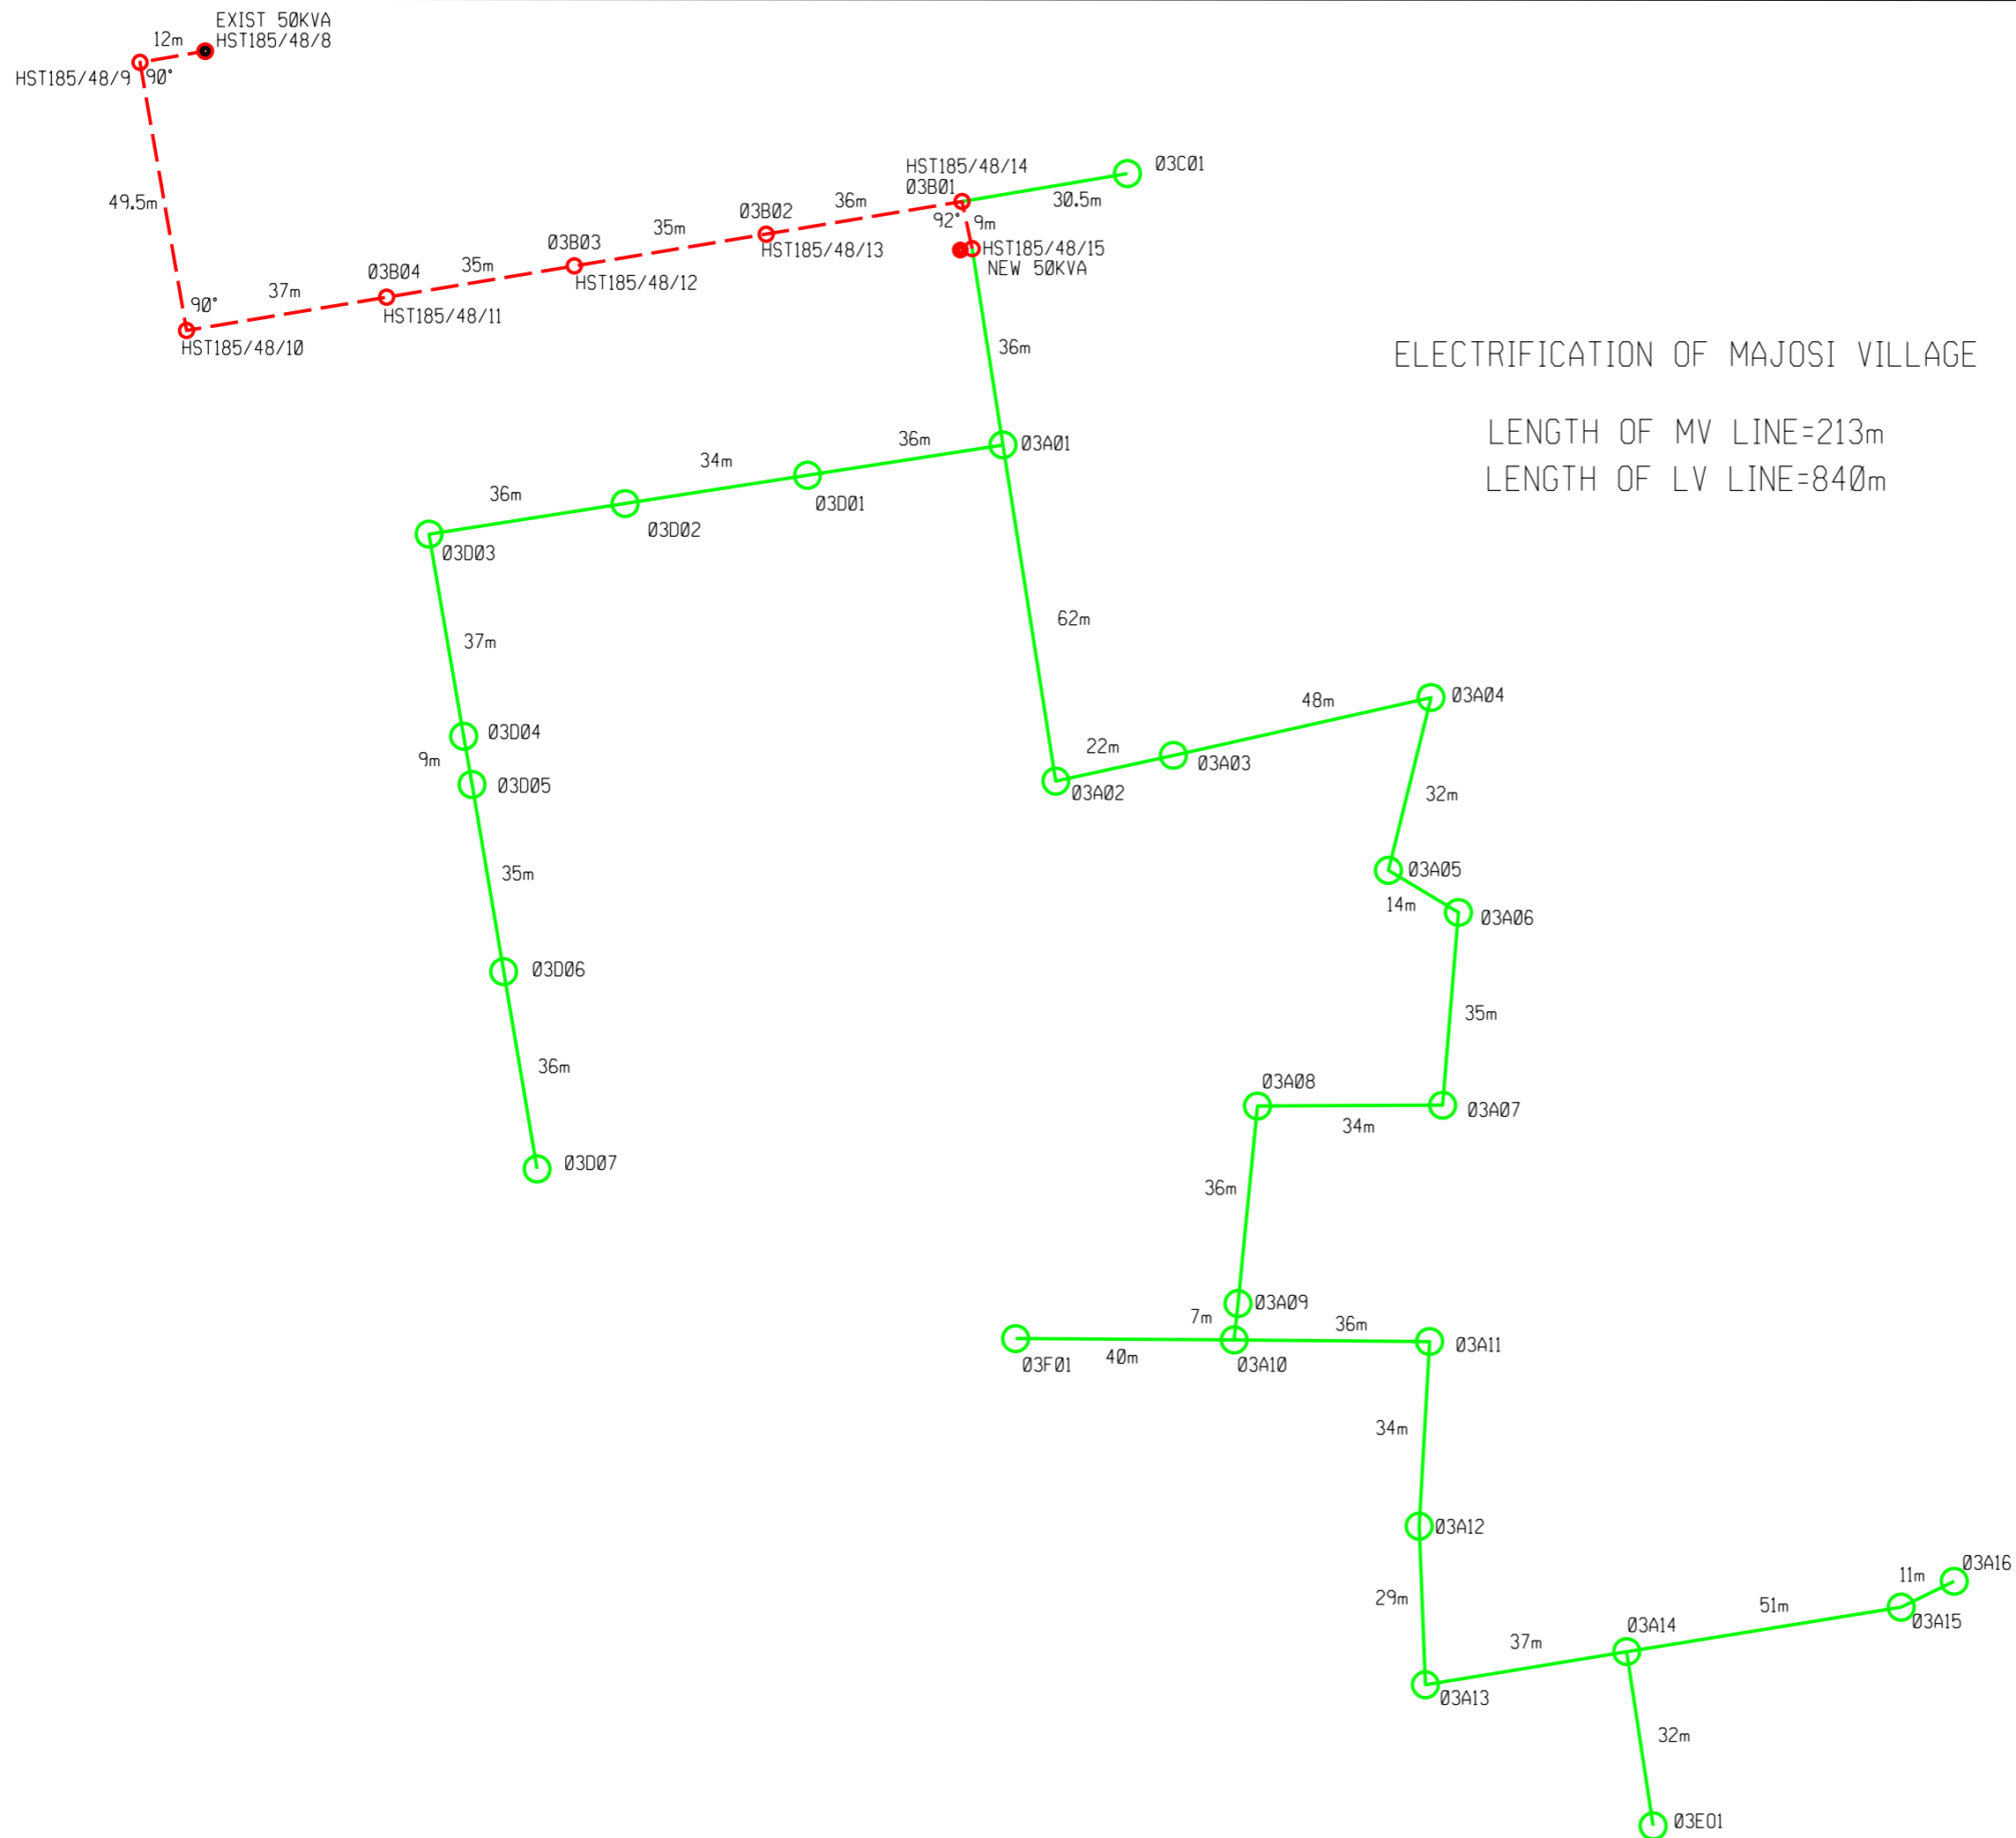 EXIST 50KVA
HST185/48/8
12m
HST185/48/9
90°
49.5m
HST185/48/14
03B01
03C01
30.5m
36m
03B02
HST185/48/13
92°
9m
HST185/48/15
NEW 50KVA
35m
03B03
HST185/48/12
35m
03B04
HST185/48/11
37m
90°
HST185/48/10
36m
ELECTRIFICATION OF MAJOSI VILLAGE
LENGTH OF MV LINE=213m
LENGTH OF LV LINE=840m
36m
03A01
34m
03D01
36m
03D02
03D03
62m
37m
03D04
9m
03D05
48m
03A04
22m
03A03
03A02
32m
03A05
14m
03A06
35m
03D06
35m
36m
03D07
03A08
34m
03A07
36m
03A09
7m
36m
03A11
03F01
40m
03A10
34m
03A12
29m
03A16
11m
51m
03A15
03A14
37m
03A13
32m
03E01